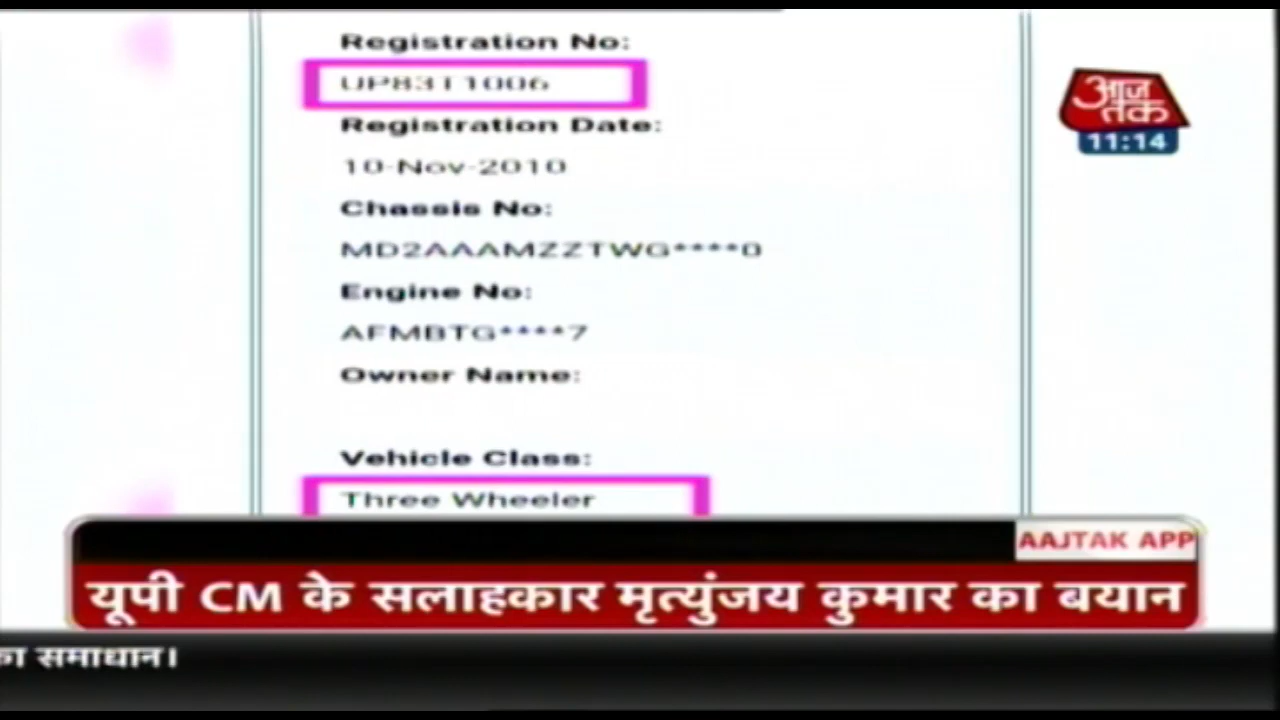 Registration No:
UP83T1006
Registration Date:
10-Nov-2010
Chassis No:
MD2AAAMZZTWG****0
Engine No:
AFMBTG****7
Owner Name:
Vehicle Class:
Three Wheeler
आज
तक
11:14
AAJTAK APP
यूपी CM के सलाहकार मृत्युंजय कुमार का बयान
का समाधान।